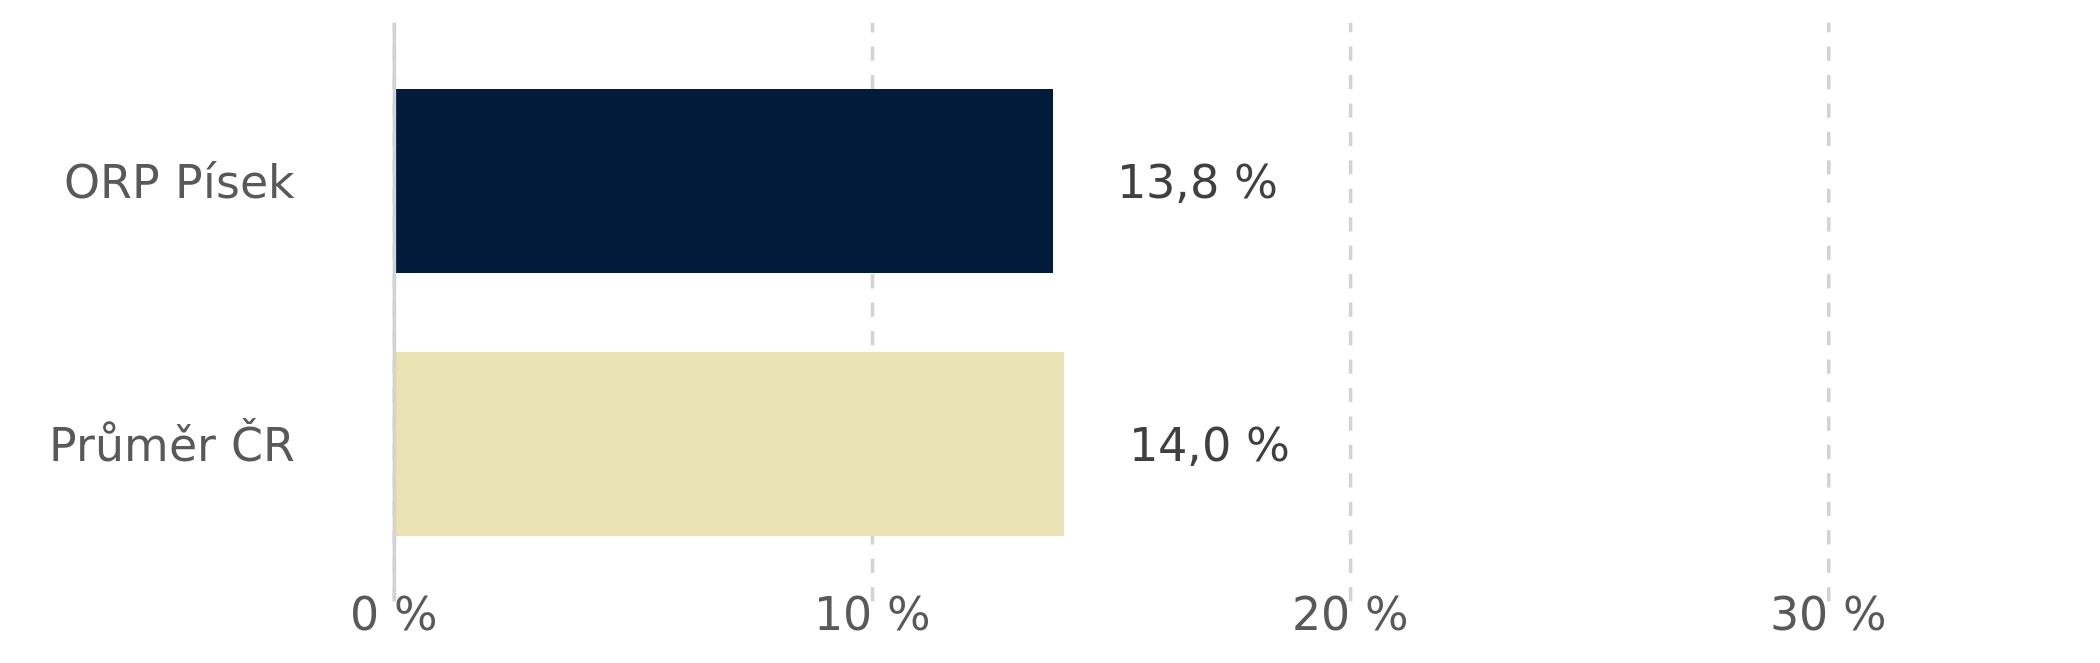 ORP Písek 13,8 %
Průměr ČR 14,0 %
0 % 10 % 20 % 30 %